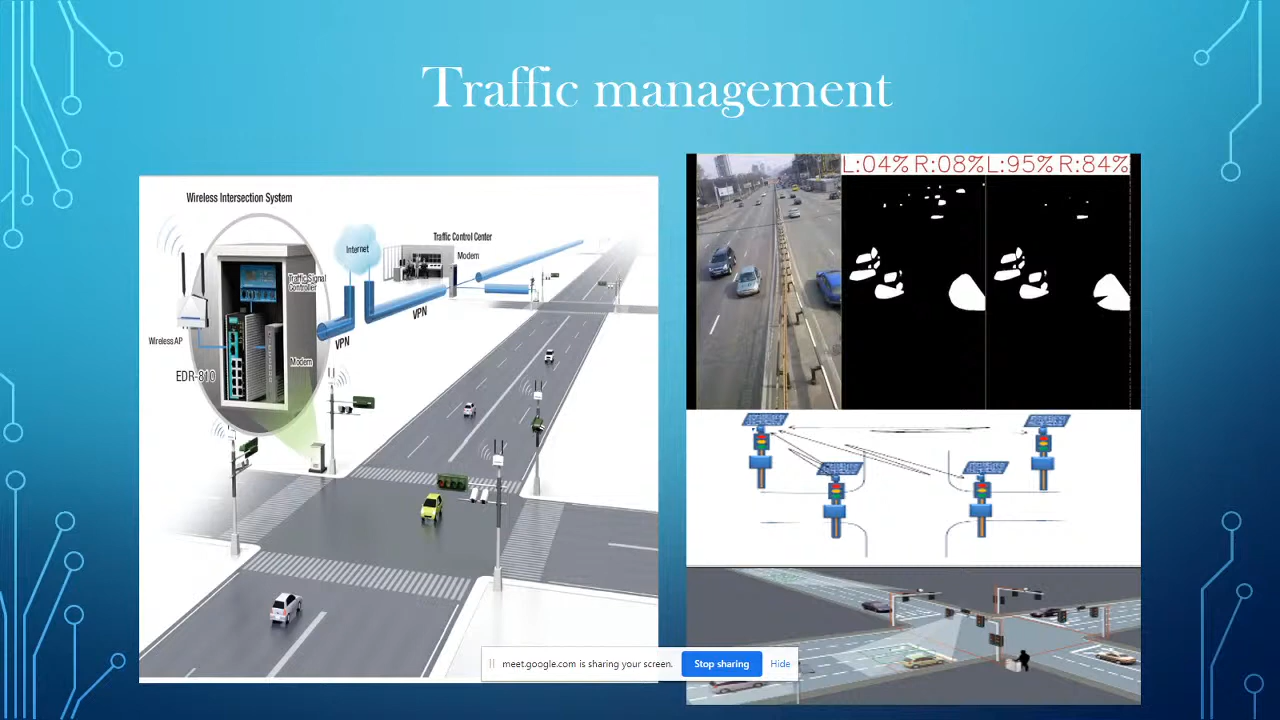 Traffic management
Wireless Intersection System
Internet
Traffic Control Center
Modem
Traffic Signal
Controller
VPN
VPN
Wireless AP
Modem
EDR-810
L:04% R:08% L:95% R:84%
meet.google.com is sharing your screen.
Stop sharing
Hide